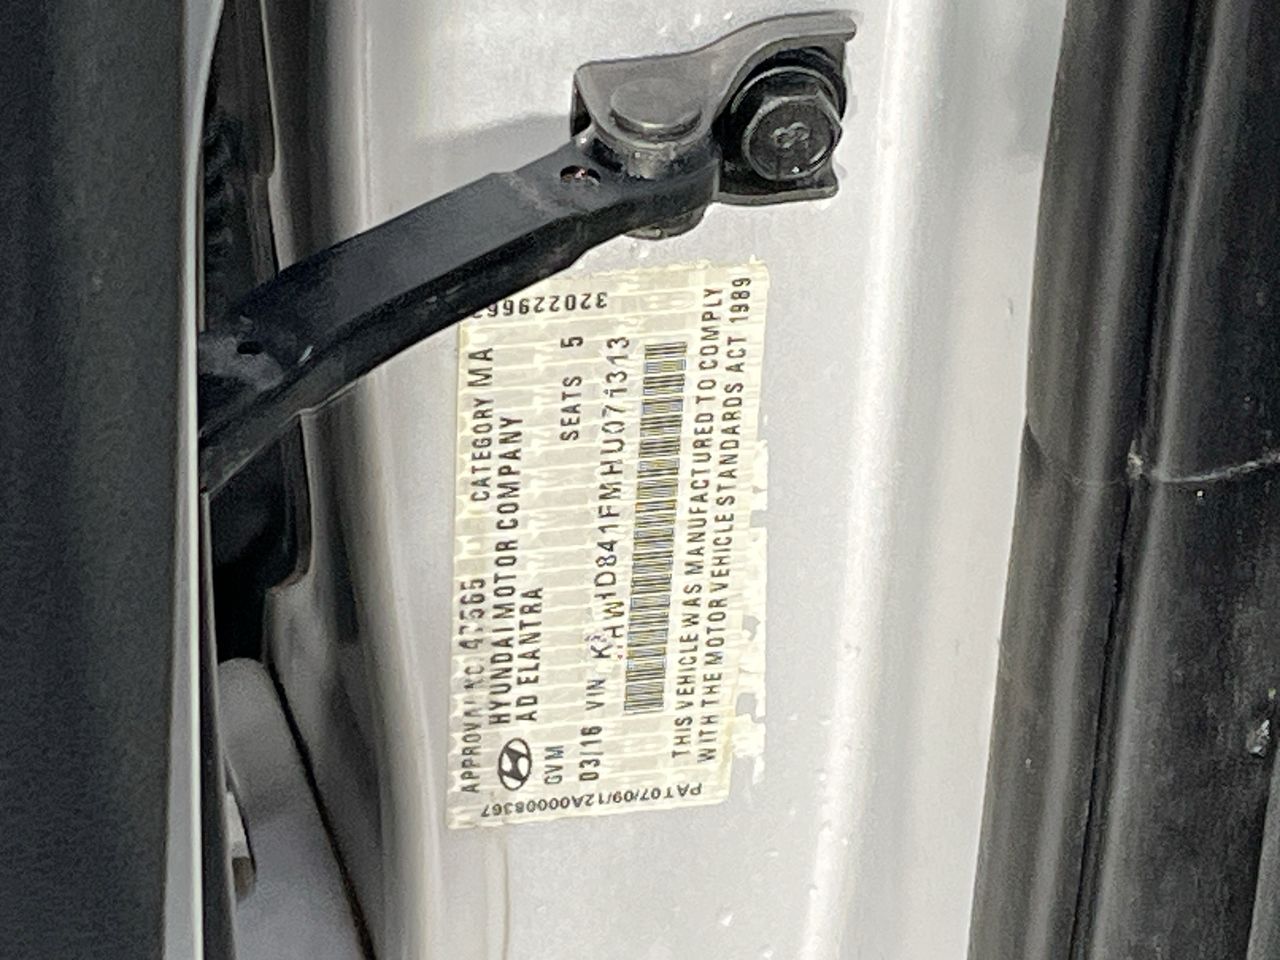 APPROVAL NO 47565 CATEGORY MA
HYUNDAI MOTOR COMPANY
AD ELANTRA
GVM SEATS 5
03/16 VIN KMHD841FMHU071313
THIS VEHICLE WAS MANUFACTURED TO COMPLY
WITH THE MOTOR VEHICLE STANDARDS ACT 1989
PAT07/09/12A00008367